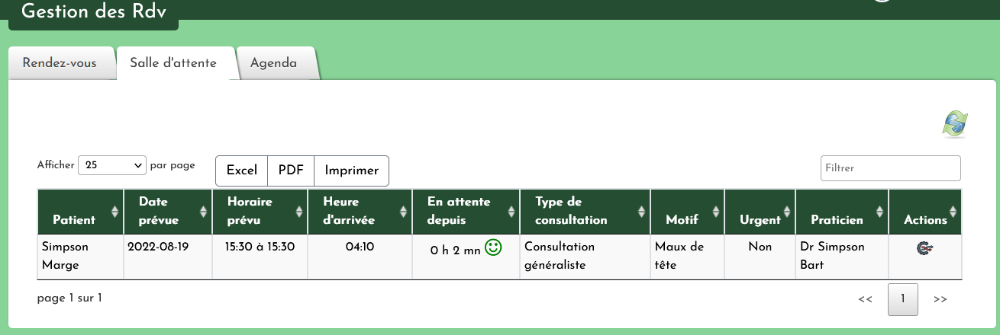 Gestion des Rdv
Rendez-vous
Salle d'attente
Agenda
Afficher 25 par page
Excel
PDF
Imprimer
Filtrer
Patient
Date prévue
Horaire prévu
Heure d'arrivée
En attente depuis
Type de consultation
Motif
Urgent
Praticien
Actions
Simpson Marge
2022-08-19
15:30 à 15:30
04:10
0 h 2 mn
Consultation généraliste
Maux de tête
Non
Dr Simpson Bart
page 1 sur 1
<< 1 >>